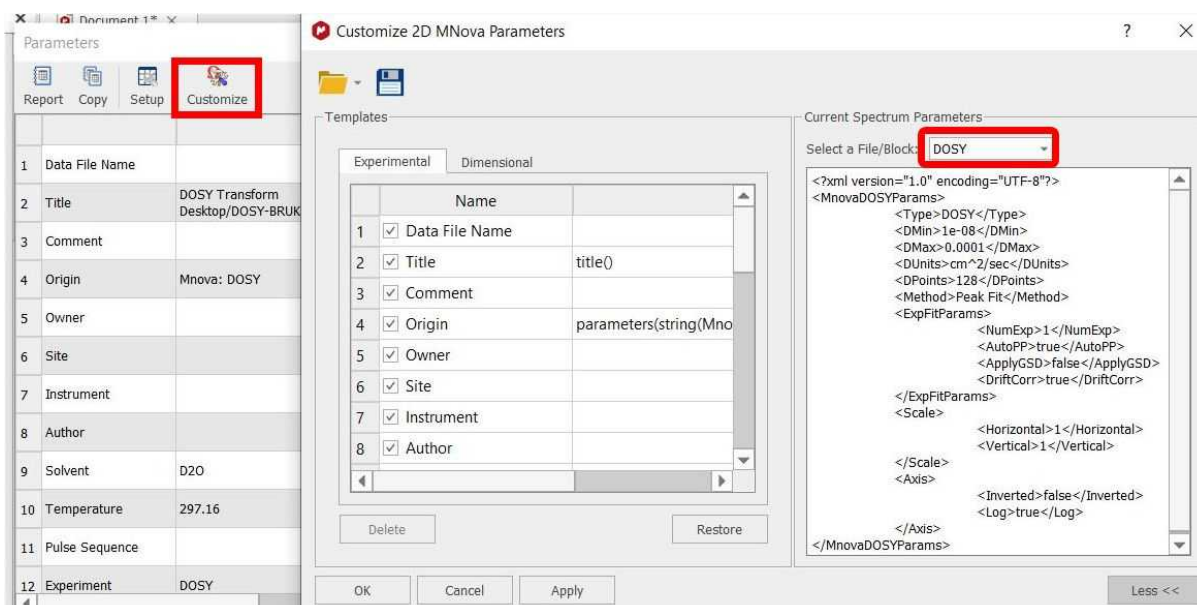 Document 1*
Parameters
Report Copy Setup Customize
1 Data File Name
2 Title DOSY Transform
Desktop/DOSY-BRUK
3 Comment
4 Origin Mnova: DOSY
5 Owner
6 Site
7 Instrument
8 Author
9 Solvent D2O
10 Temperature 297.16
11 Pulse Sequence
12 Experiment DOSY
Customize 2D MNova Parameters
Templates
Experimental Dimensional
Name
1 Data File Name
2 Title title()
3 Comment
4 Origin parameters(string(Mno
5 Owner
6 Site
7 Instrument
8 Author
Delete Restore
OK Cancel Apply
Current Spectrum Parameters
Select a File/Block: DOSY
<?xml version="1.0" encoding="UTF-8"?>
<MnovaDOSYParams>
<Type>DOSY</Type>
<DMin>1e-08</DMin>
<DMax>0.0001</DMax>
<DUnits>cm^2/sec</DUnits>
<DPoints>128</DPoints>
<Method>Peak Fit</Method>
<ExpFitParams>
<NumExp>1</NumExp>
<AutoPP>true</AutoPP>
<ApplyGSD>false</ApplyGSD>
<DriftCorr>true</DriftCorr>
</ExpFitParams>
<Scale>
<Horizontal>1</Horizontal>
<Vertical>1</Vertical>
</Scale>
<Axis>
<Inverted>false</Inverted>
<Log>true</Log>
</Axis>
</MnovaDOSYParams>
Less <<